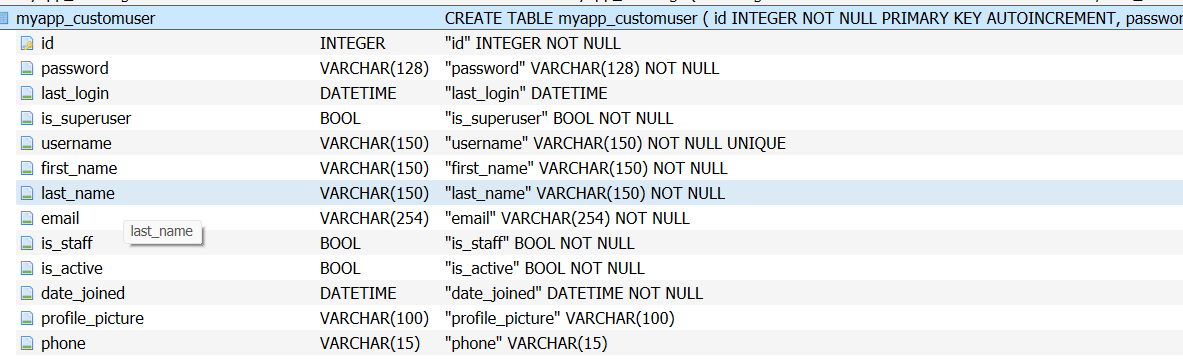 myapp_customuser CREATE TABLE myapp_customuser ( id INTEGER NOT NULL PRIMARY KEY AUTOINCREMENT, passwor
id INTEGER "id" INTEGER NOT NULL
password VARCHAR(128) "password" VARCHAR(128) NOT NULL
last_login DATETIME "last_login" DATETIME
is_superuser BOOL "is_superuser" BOOL NOT NULL
username VARCHAR(150) "username" VARCHAR(150) NOT NULL UNIQUE
first_name VARCHAR(150) "first_name" VARCHAR(150) NOT NULL
last_name VARCHAR(150) "last_name" VARCHAR(150) NOT NULL
email VARCHAR(254) "email" VARCHAR(254) NOT NULL
last_name
is_staff BOOL "is_staff" BOOL NOT NULL
is_active BOOL "is_active" BOOL NOT NULL
date_joined DATETIME "date_joined" DATETIME NOT NULL
profile_picture VARCHAR(100) "profile_picture" VARCHAR(100)
phone VARCHAR(15) "phone" VARCHAR(15)